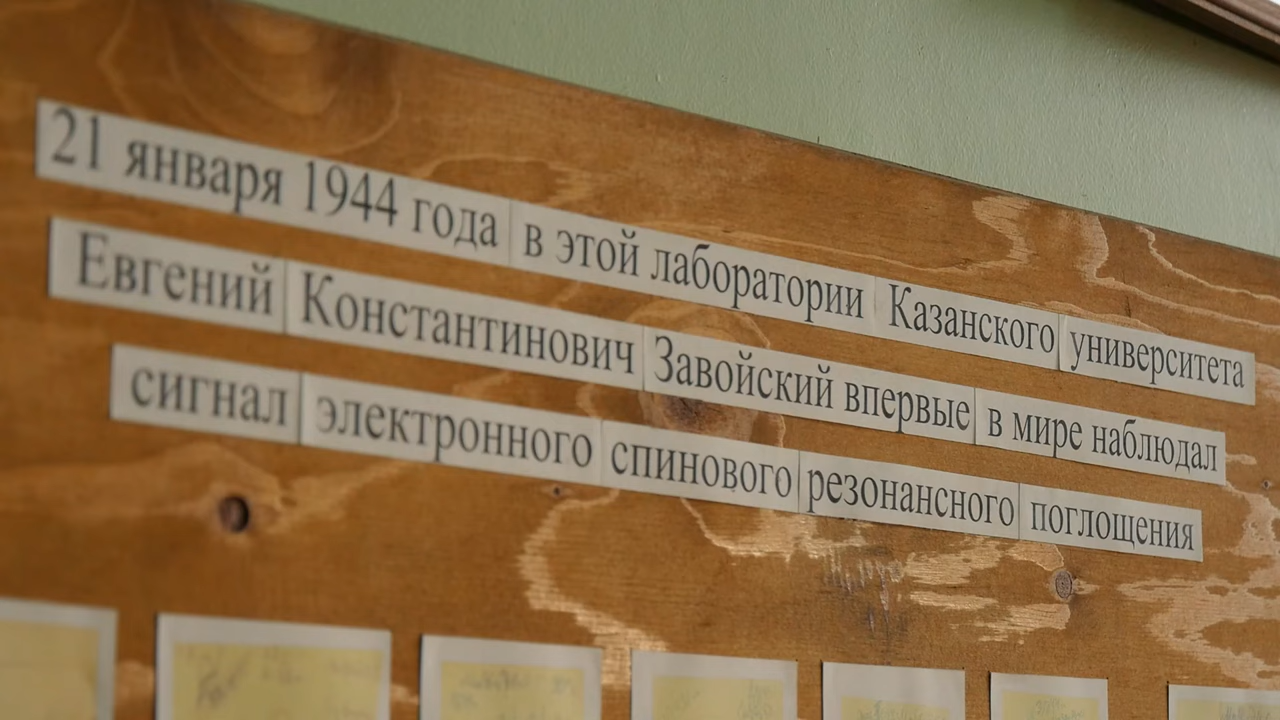 21 января 1944 года в этой лаборатории Казанского университета
Евгений Константинович Завойский впервые в мире наблюдал
сигнал электронного спинового резонансного поглощения